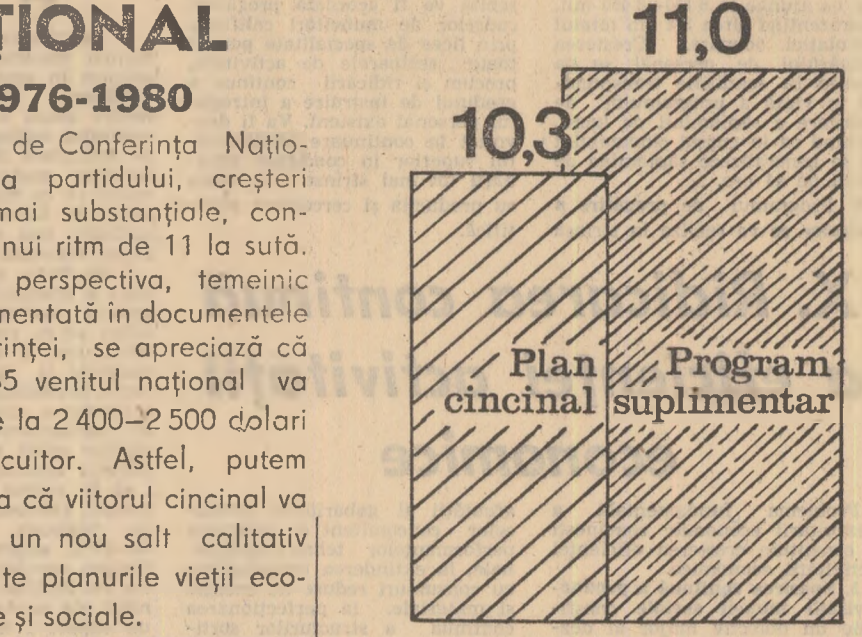 ȚIONAL
1976-1980
de Conferința Națio-
a partidului, creșteri
mai substanțiale, con-
nui ritm de 11 la sută.
perspectiva, temeinic
mentată în documentele
rinței, se apreciază că
venitul național va
la 2 400—2 500 dolari
cuitor. Astfel, putem
a că viitorul cincinal va
un nou salt calitativ
te planurile vieții eco-
e și sociale.
10,3
11,0
Plan
cincinal
Program
suplimentar